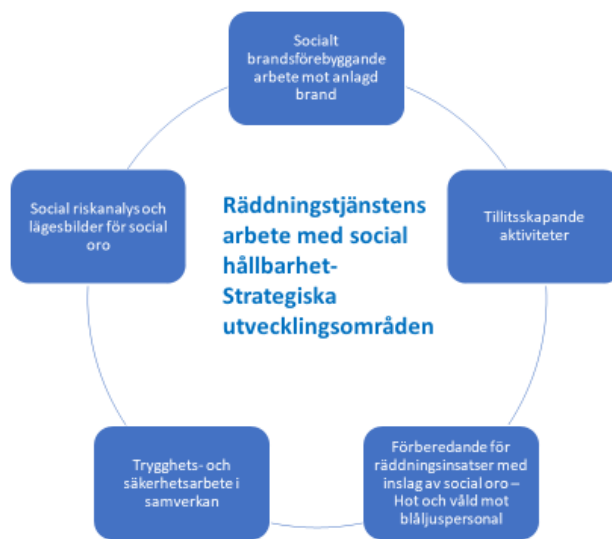 Socialt
brandsförebyggande
arbete mot anlagd
brand
Social riskanalys och
lägesbilder för social
oro
Räddningstjänstens
arbete med social
hållbarhet-
Strategiska
utvecklingsområden
Tillitsskapande
aktiviteter
Trygghets- och
säkerhetsarbete i
samverkan
Förberedande för
räddningsinsatser med
inslag av social oro –
Hot och våld mot
blåljuspersonal